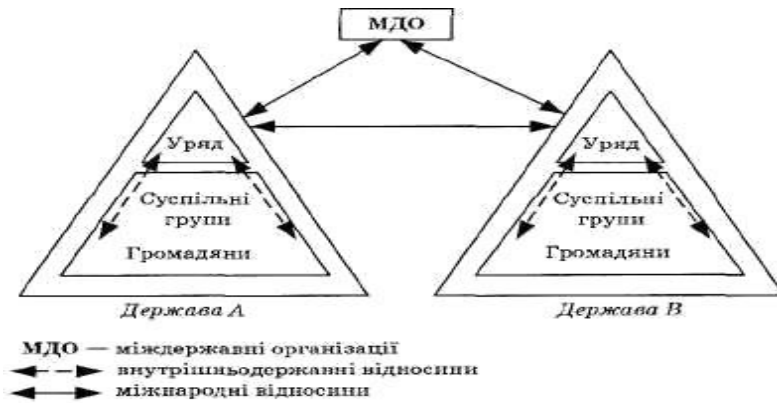 МДО
Уряд
Суспільні
групи
Громадяни
Держава А
Уряд
Суспільні
групи
Громадяни
Держава В
МДО — міждержавні організації
внутрішньодержавні відносини
міжнародні відносини